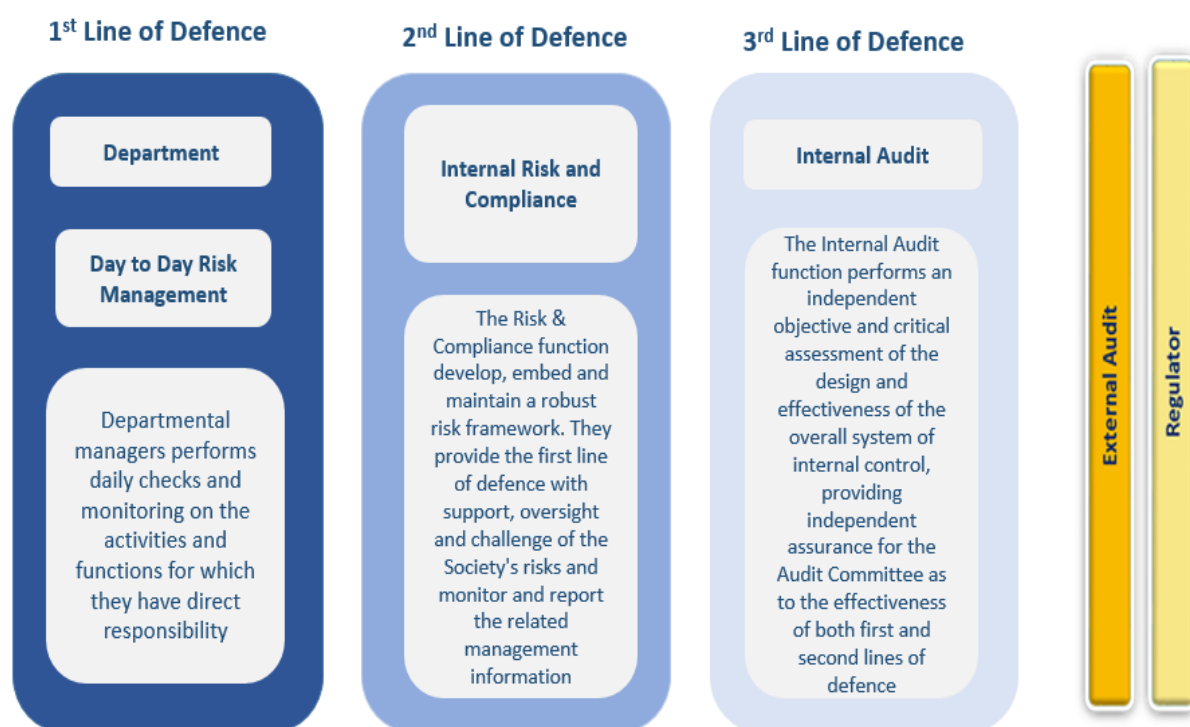 1st Line of Defence
Department
Day to Day Risk
Management
Departmental
managers performs
daily checks and
monitoring on the
activities and
functions for which
they have direct
responsibility
2nd Line of Defence
Internal Risk and
Compliance
The Risk &
Compliance function
develop, embed and
maintain a robust
risk framework. They
provide the first line
of defence with
support, oversight
and challenge of the
Society's risks and
monitor and report
the related
management
information
3rd Line of Defence
Internal Audit
The Internal Audit
function performs an
independent
objective and critical
assessment of the
design and
effectiveness of the
overall system of
internal control,
providing
independent
assurance for the
Audit Committee as
to the effectiveness
of both first and
second lines of
defence
External Audit
Regulator